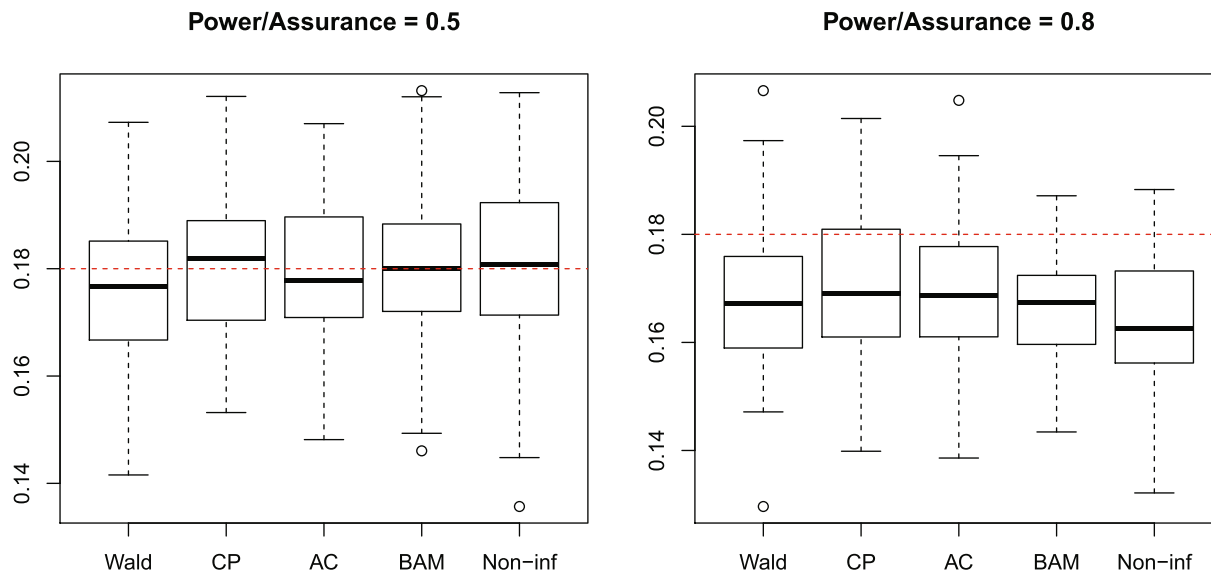 Power/Assurance = 0.5
0.20
0.18
0.16
0.14
Wald CP AC BAM Non−inf
Power/Assurance = 0.8
0.20
0.18
0.16
0.14
Wald CP AC BAM Non−inf